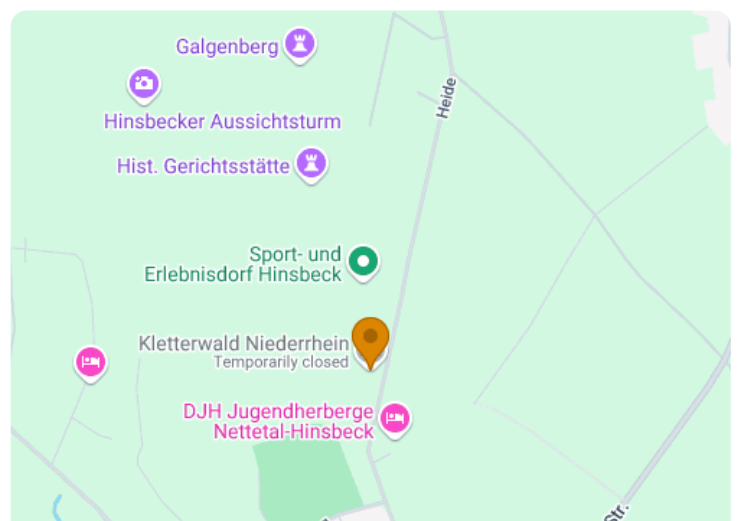 Galgenberg
Heide
Hinsbecker Aussichtsturm
Hist. Gerichtsstätte
Sport- und
Erlebnisdorf Hinsbeck
Kletterwald Niederrhein
Temporarily closed
DJH Jugendherberge
Nettetal-Hinsbeck
Str.